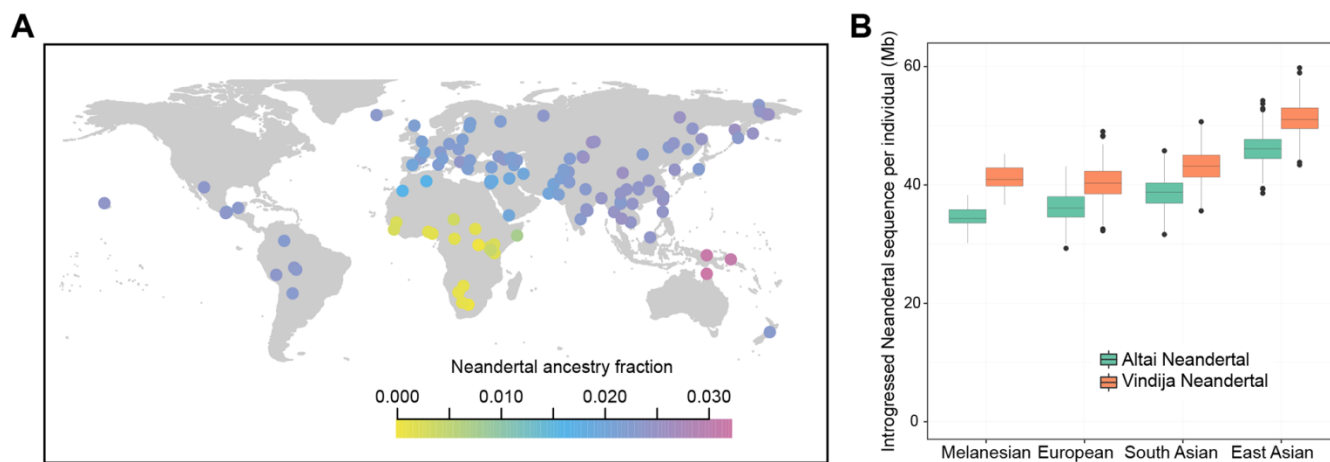 A
Neandertal ancestry fraction
0.000 0.010 0.020 0.030
B
Introgressed Neandertal sequence per individual (Mb)
60
40
20
0
Altai Neandertal
Vindija Neandertal
Melanesian European South Asian East Asian